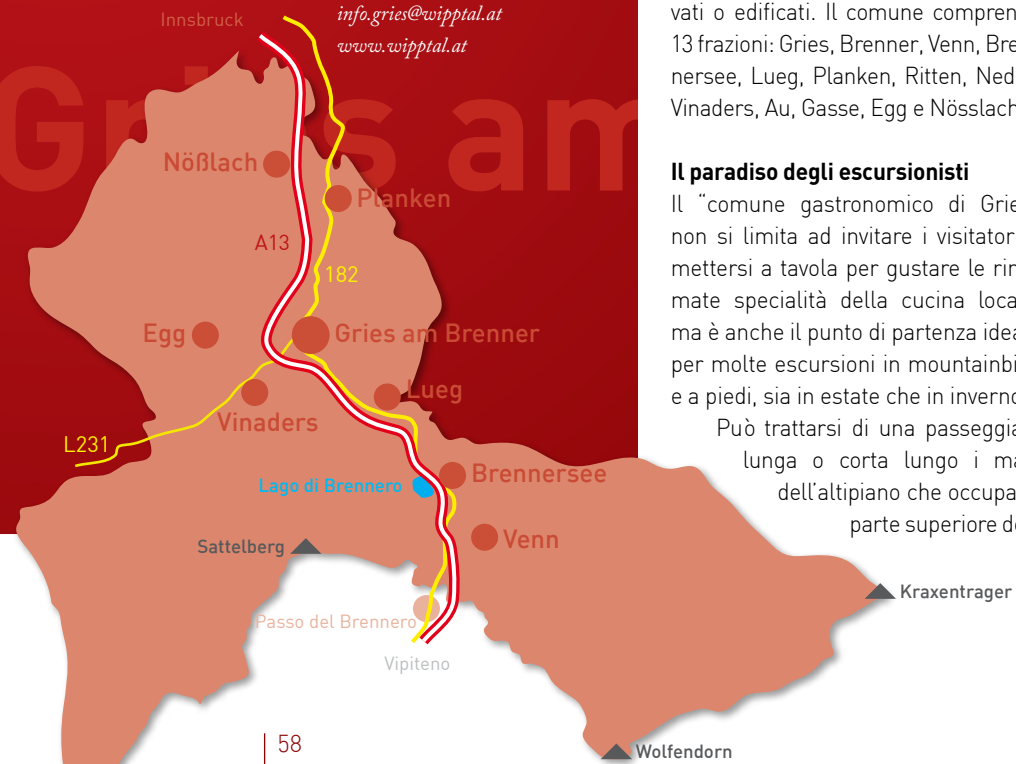 info.gries@wipptal.at
www.wipptal.at
Gries am
Innsbruck
Nößlach
Planken
A13
182
Egg
Gries am Brenner
Lueg
Vinaders
L231
Brennersee
Lago di Brennero
Venn
Sattelberg
Kraxentrager
Passo del Brennero
Vipiteno
Wolfendorn
58
vati o edificati. Il comune compren
13 frazioni: Gries, Brenner, Venn, Bre
nersee, Lueg, Planken, Ritten, Ned
Vinaders, Au, Gasse, Egg e Nösslach
Il paradiso degli escursionisti
Il “comune gastronomico di Grie
non si limita ad invitare i visitator
mettersi a tavola per gustare le rin
mate specialità della cucina loca
ma è anche il punto di partenza idea
per molte escursioni in mountainbi
e a piedi, sia in estate che in inverno
Può trattarsi di una passeggia
lunga o corta lungo i ma
dell’altipiano che occupa
parte superiore de